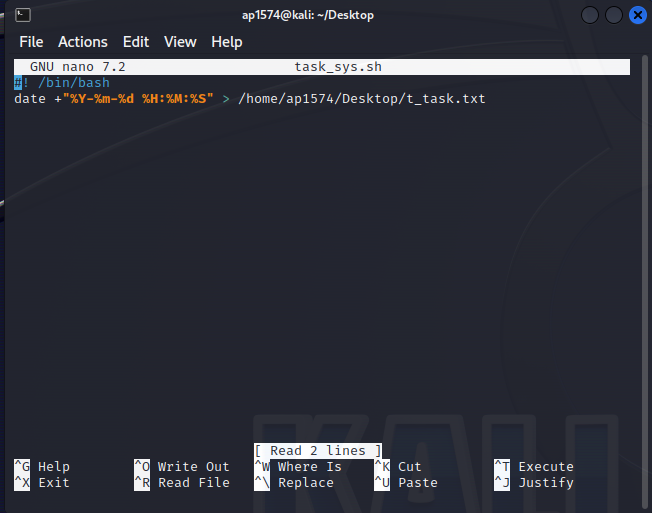 ap1574@kali: ~/Desktop
File Actions Edit View Help
GNU nano 7.2 task_sys.sh
#! /bin/bash
date +"%Y-%m-%d %H:%M:%S" > /home/ap1574/Desktop/t_task.txt
KALI
[ Read 2 lines ]
^G Help ^O Write Out ^W Where Is ^K Cut ^T Execute
^X Exit ^R Read File ^\ Replace ^U Paste ^J Justify